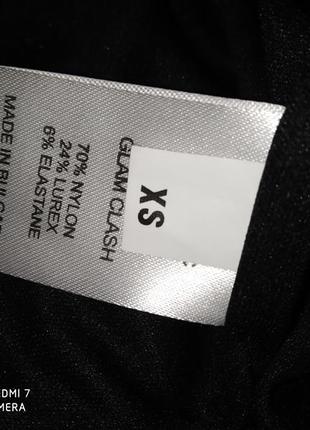 XS
GLAM CLASH
70% NYLON
24% LUREX
6% ELASTANE
MADE IN